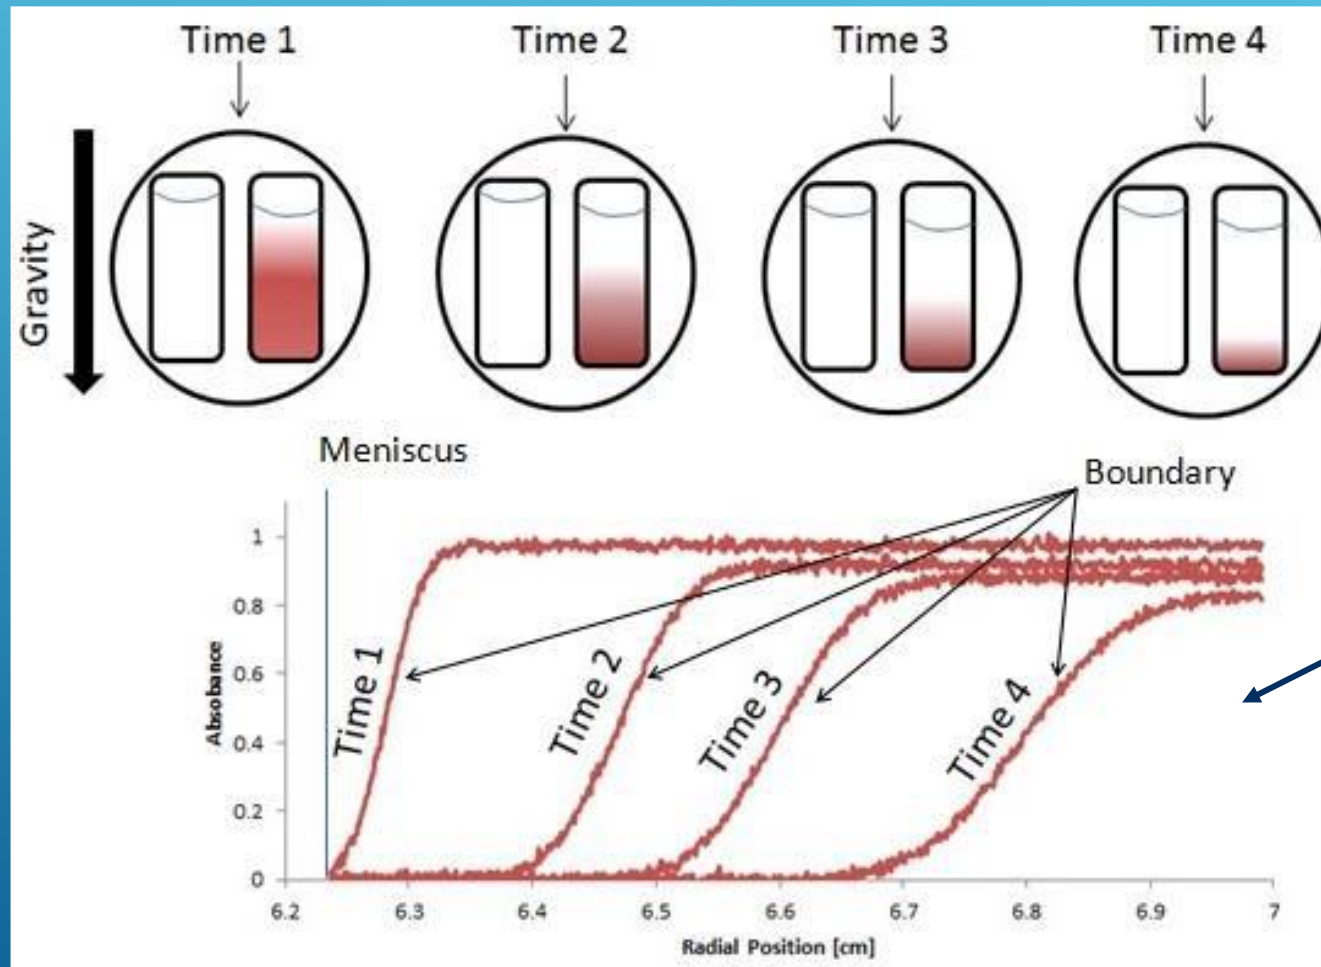 Time 1
Time 2
Time 3
Time 4
Gravity
Meniscus
Boundary
1
0.8
0.6
0.4
0.2
0
Absobance
Time 1
Time 2
Time 3
Time 4
6.2 6.3 6.4 6.5 6.6 6.7 6.8 6.9 7
Radial Position [cm]